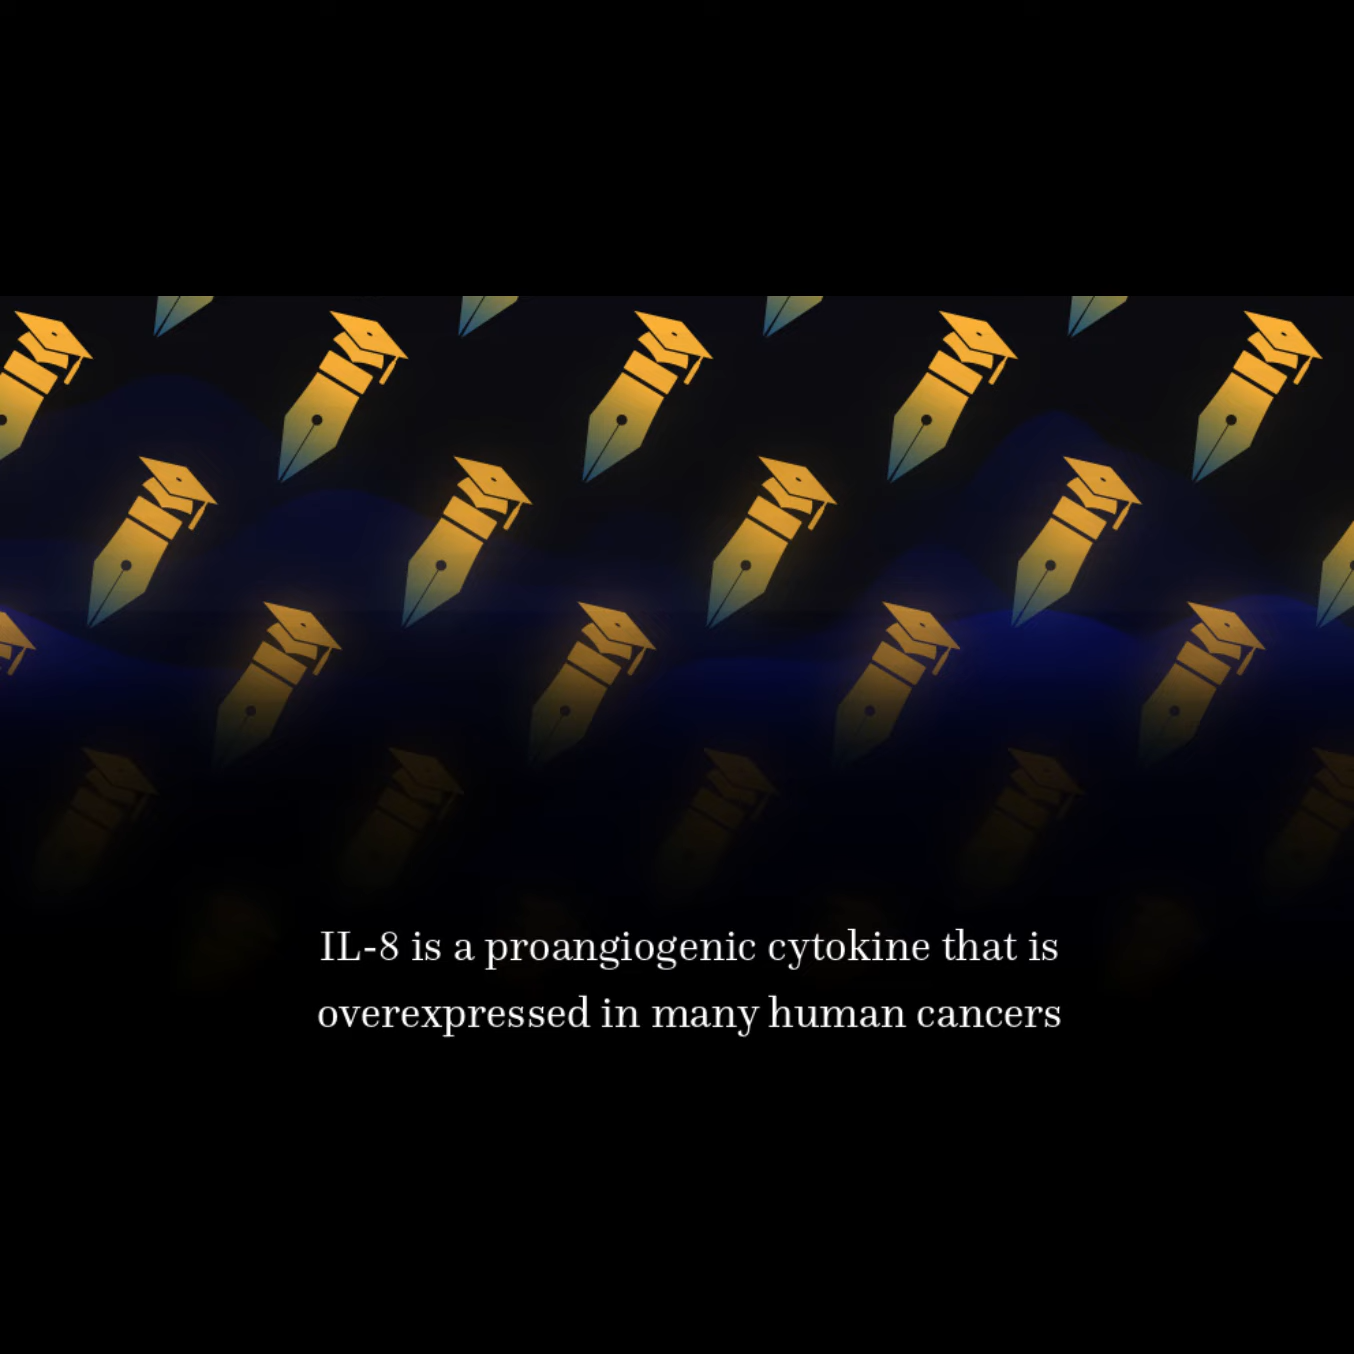 IL-8 is a proangiogenic cytokine that is
overexpressed in many human cancers